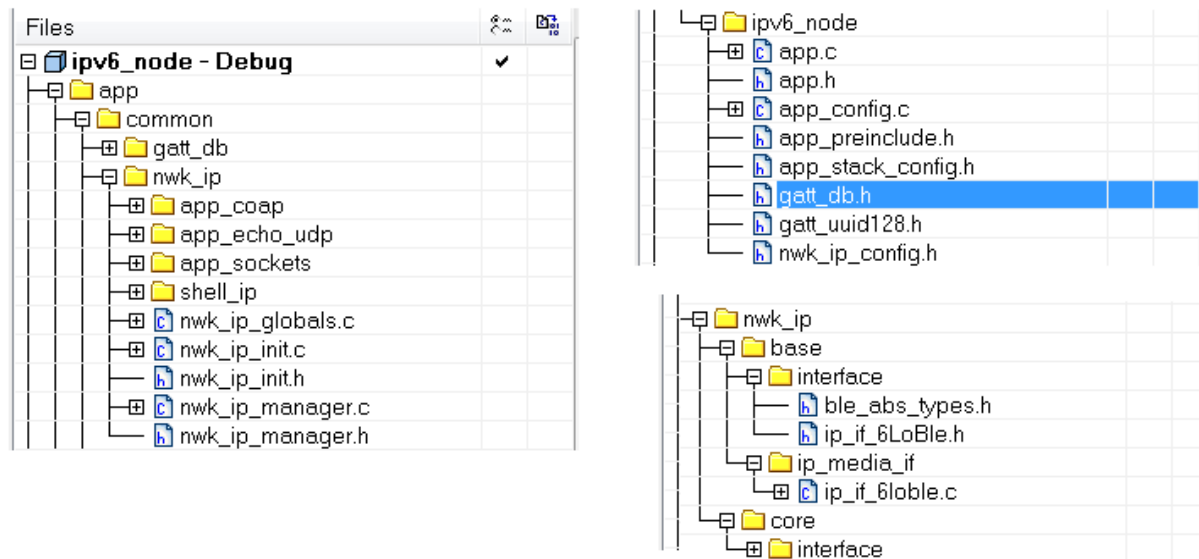 Files
ipv6_node - Debug
app
common
gatt_db
nwk_ip
app_coap
app_echo_udp
app_sockets
shell_ip
nwk_ip_globals.c
nwk_ip_init.c
nwk_ip_init.h
nwk_ip_manager.c
nwk_ip_manager.h
ipv6_node
app.c
app.h
app_config.c
app_preinclude.h
app_stack_config.h
gatt_db.h
gatt_uuid128.h
nwk_ip_config.h
nwk_ip
base
interface
ble_abs_types.h
ip_if_6LoBle.h
ip_media_if
ip_if_6loble.c
core
interface